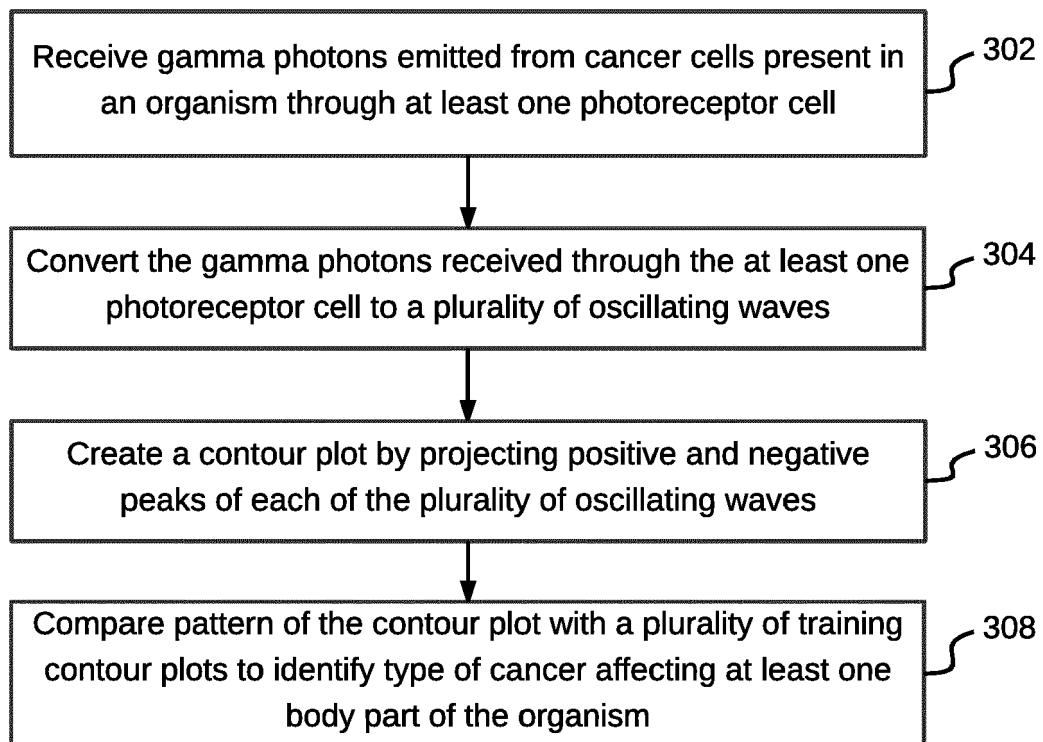 Receive gamma photons emitted from cancer cells present in
an organism through at least one photoreceptor cell
302
Convert the gamma photons received through the at least one
photoreceptor cell to a plurality of oscillating waves
304
Create a contour plot by projecting positive and negative
peaks of each of the plurality of oscillating waves
306
Compare pattern of the contour plot with a plurality of training
contour plots to identify type of cancer affecting at least one
body part of the organism
308